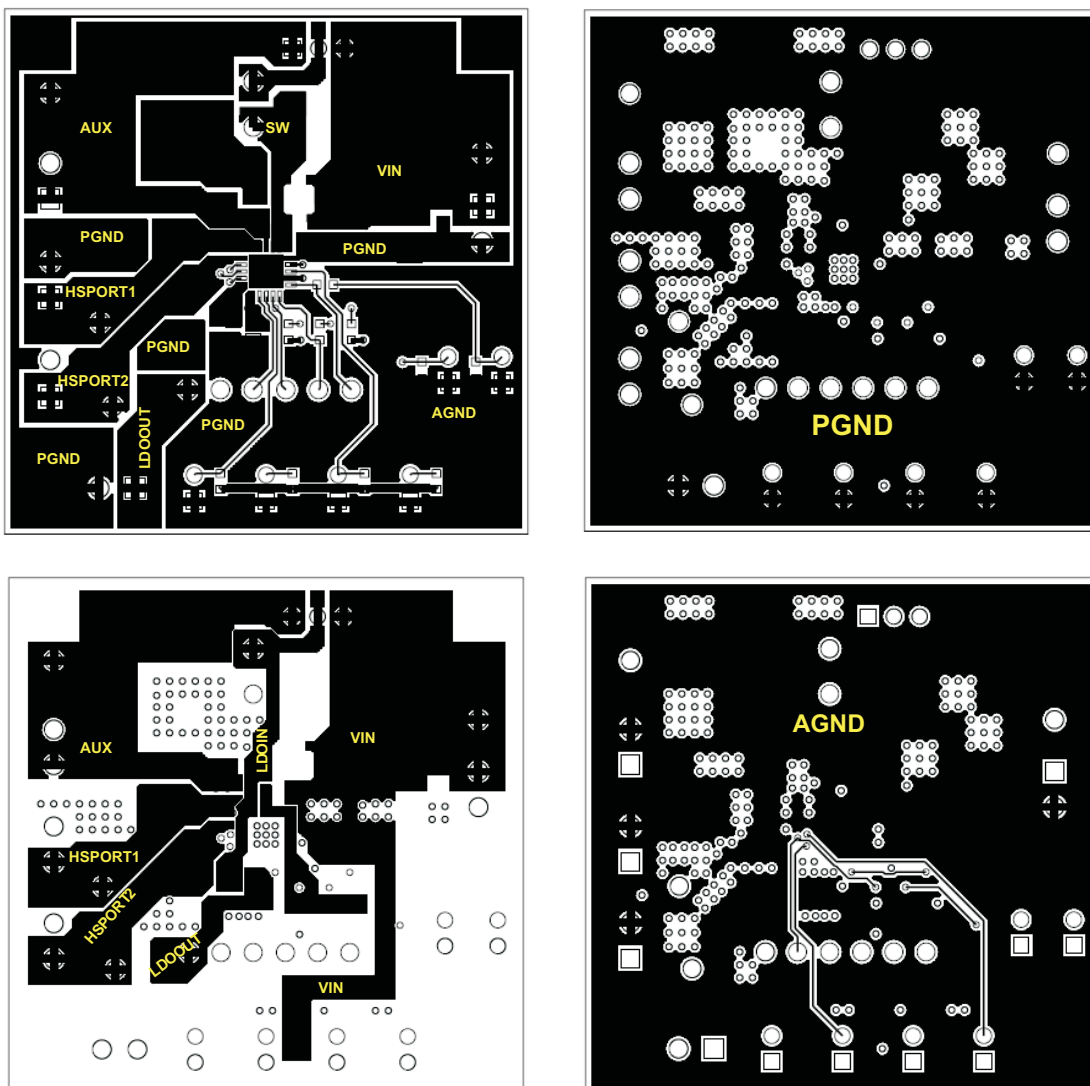 AUX
SW
VIN
PGND
PGND
HSPORT1
PGND
HSPORT2
LDOOUT
PGND
AGND
PGND
PGND
AUX
LDOIN
VIN
HSPORT1
HSPORT2
LDOOUT
VIN
AGND